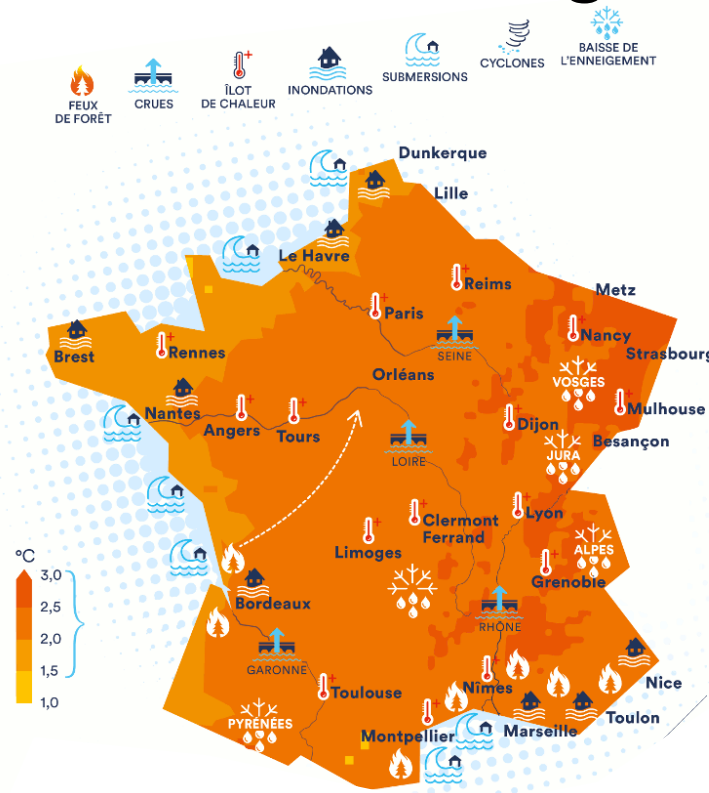 FEUX
DE FORÊT
CRUES
ÎLOT
DE CHALEUR
INONDATIONS
SUBMERSIONS
CYCLONES
BAISSE DE
L'ENNEIGEMENT
Dunkerque
Lille
Le Havre
Reims
Metz
Paris
Nancy
Strasbourg
SEINE
Brest
Rennes
VOSGES
Orléans
Nantes
Angers
Tours
Dijon
Mulhouse
Besançon
JURA
LOIRE
Clermont
Ferrand
Lyon
Limoges
ALPES
Grenoble
°C
3,0
2,5
2,0
1,5
1,0
Bordeaux
RHÔNE
GARONNE
Toulouse
Nîmes
Nice
PYRÉNÉES
Montpellier
Marseille
Toulon